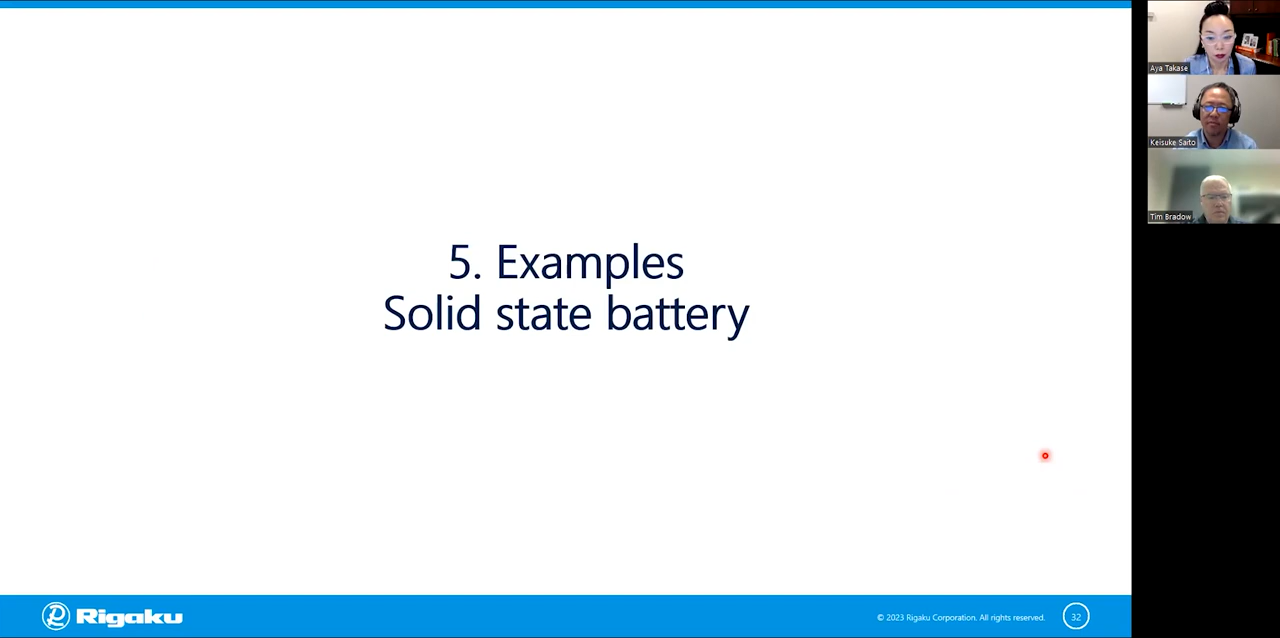 5. Examples
Solid state battery
Rigaku
© 2023 Rigaku Corporation. All rights reserved.
32
Aya Takase
Keisuke Saito
Tim Bradow